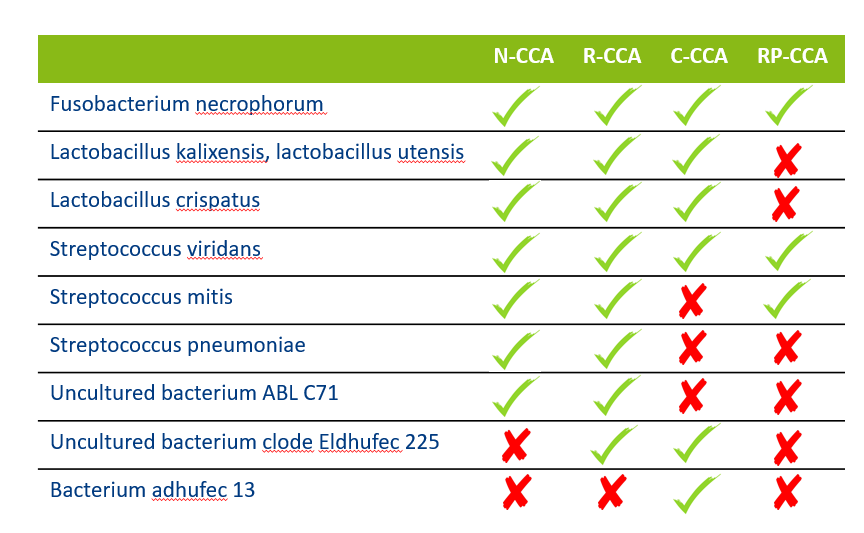 N-CCA R-CCA C-CCA RP-CCA
Fusobacterium necrophorum
Lactobacillus kalixensis, lactobacillus utensis
Lactobacillus crispatus
Streptococcus viridans
Streptococcus mitis
Streptococcus pneumoniae
Uncultured bacterium ABL C71
Uncultured bacterium clode Eldhufec 225
Bacterium adhufec 13